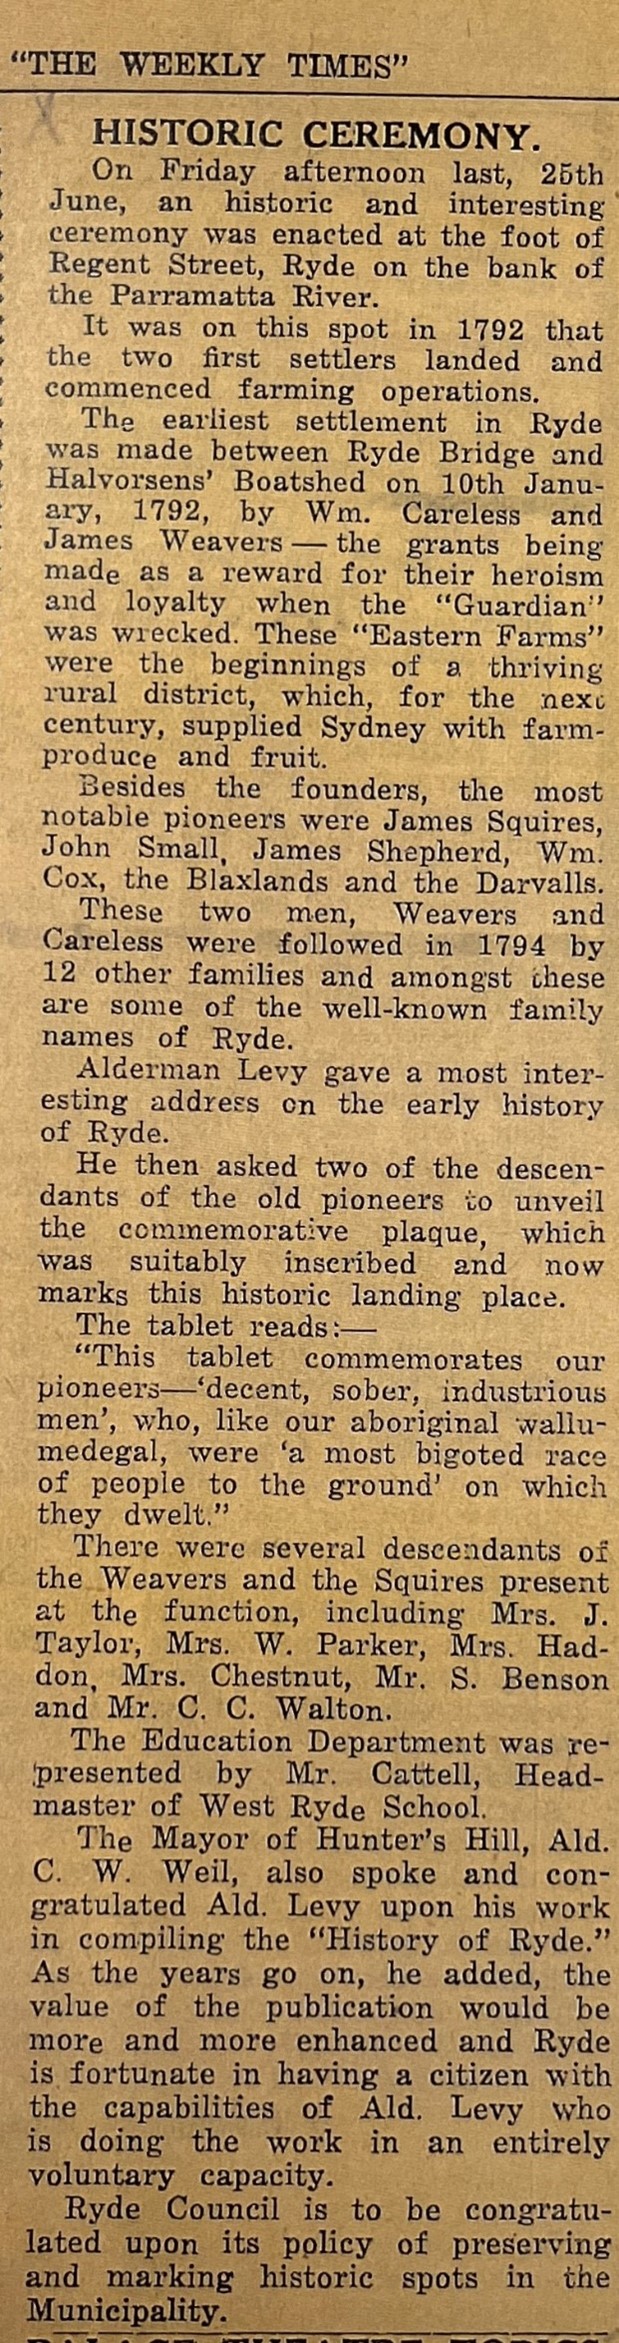 "THE WEEKLY TIMES"
HISTORIC CEREMONY.
On Friday afternoon last, 25th
June, an historic and interesting
ceremony was enacted at the foot of
Regent Street, Ryde on the bank of
the Parramatta River.
It was on this spot in 1792 that
the two first settlers landed and
commenced farming operations.
The earliest settlement in Ryde
was made between Ryde Bridge and
Halvorsens' Boatshed on 10th Janu-
ary, 1792, by Wm. Careless and
James Weavers — the grants being
made as a reward for their heroism
and loyalty when the "Guardian"
was wrecked. These "Eastern Farms"
were the beginnings of a thriving
rural district, which, for the next
century, supplied Sydney with farm-
produce and fruit.
Besides the founders, the most
notable pioneers were James Squires,
John Small, James Shepherd, Wm.
Cox, the Blaxlands and the Darvalls.
These two men, Weavers and
Careless were followed in 1794 by
12 other families and amongst these
are some of the well-known family
names of Ryde.
Alderman Levy gave a most inter-
esting address on the early history
of Ryde.
He then asked two of the descen-
dants of the old pioneers to unveil
the commemorative plaque, which
was suitably inscribed and now
marks this historic landing place.
The tablet reads:—
"This tablet commemorates our
pioneers—'decent, sober, industrious
men', who, like our aboriginal wallu-
medegal, were 'a most bigoted race
of people to the ground' on which
they dwelt."
There were several descendants of
the Weavers and the Squires present
at the function, including Mrs. J.
Taylor, Mrs. W. Parker, Mrs. Had-
don, Mrs. Chestnut, Mr. S. Benson
and Mr. C. C. Walton.
The Education Department was re-
presented by Mr. Cattell, Head-
master of West Ryde School.
The Mayor of Hunter's Hill, Ald.
C. W. Weil, also spoke and con-
gratulated Ald. Levy upon his work
in compiling the "History of Ryde."
As the years go on, he added, the
value of the publication would be
more and more enhanced and Ryde
is fortunate in having a citizen with
the capabilities of Ald. Levy who
is doing the work in an entirely
voluntary capacity.
Ryde Council is to be congratu-
lated upon its policy of preserving
and marking historic spots in the
Municipality.